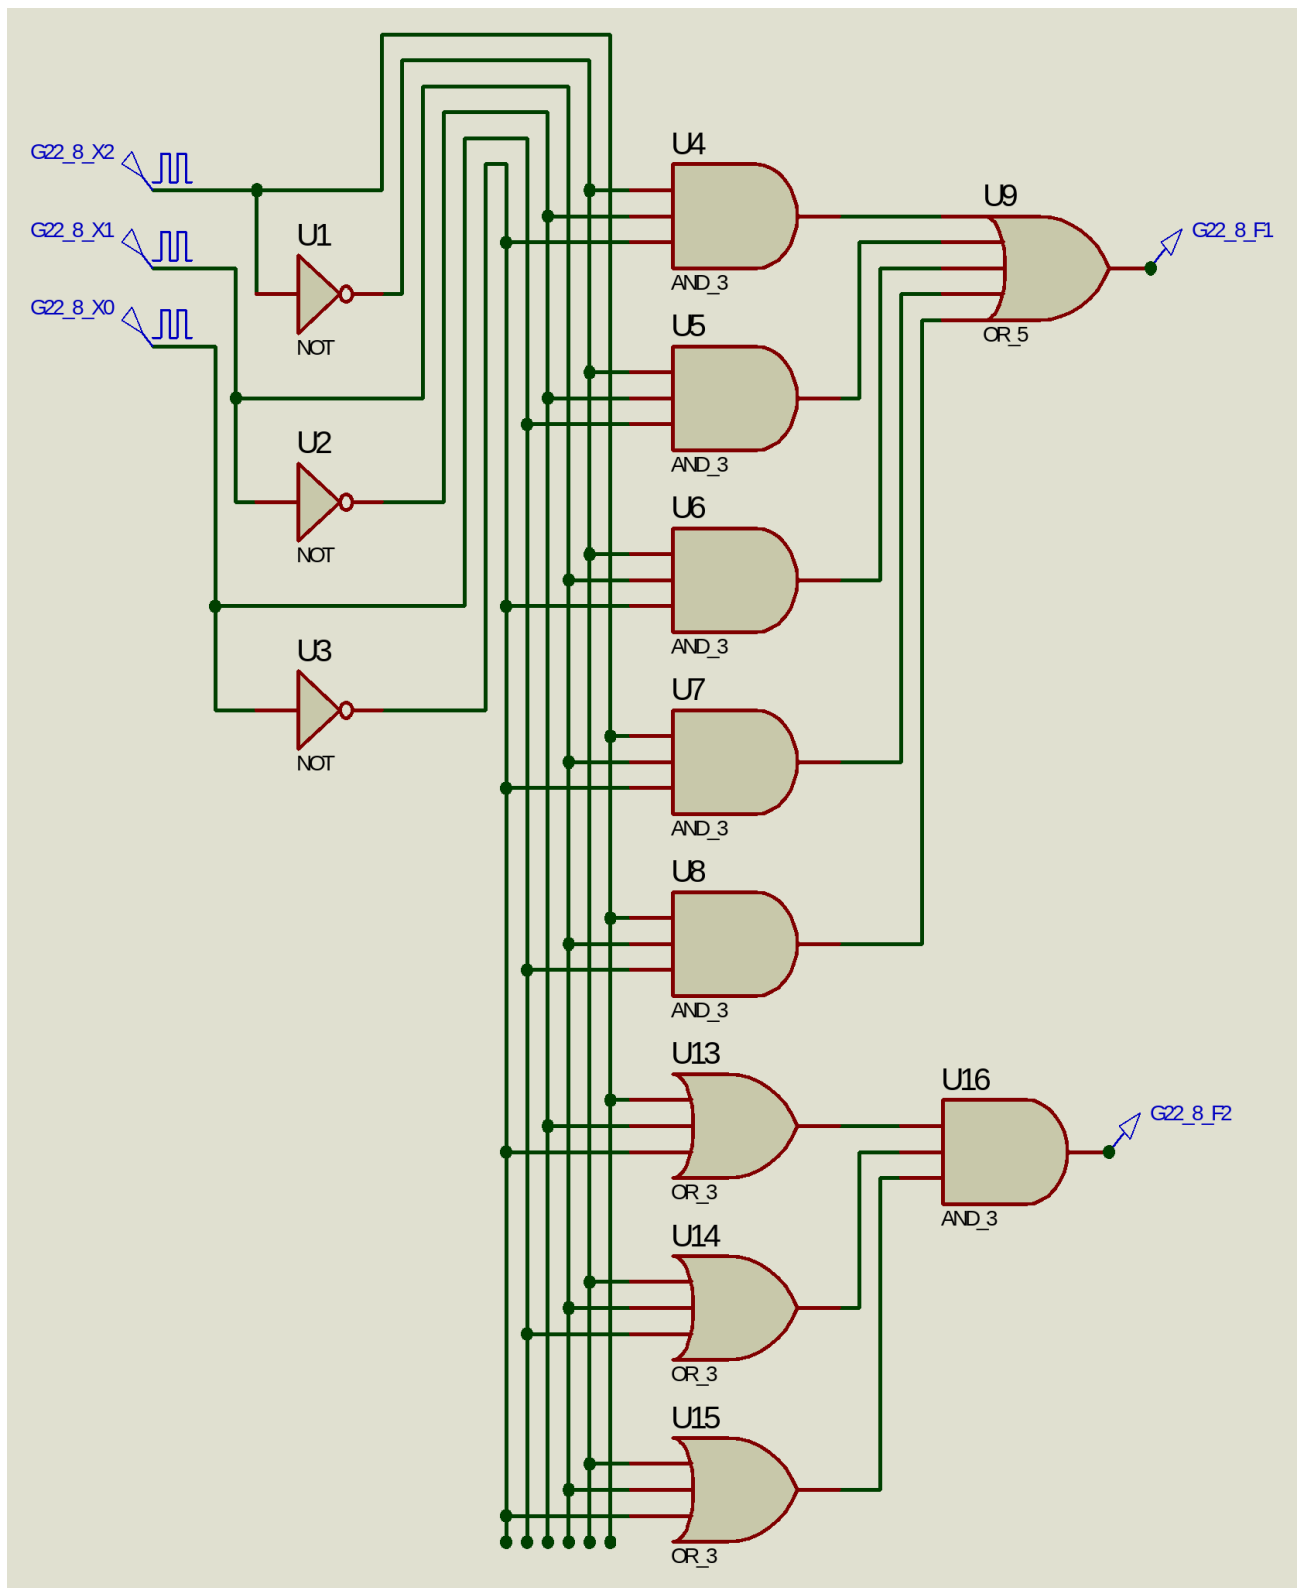 G22_8_X2
G22_8_X1
G22_8_X0
U1
NOT
U2
NOT
U3
NOT
U4
AND_3
U5
AND_3
U6
AND_3
U7
AND_3
U8
AND_3
U9
OR_5
G22_8_F1
U13
OR_3
U14
OR_3
U15
OR_3
U16
AND_3
G22_8_F2